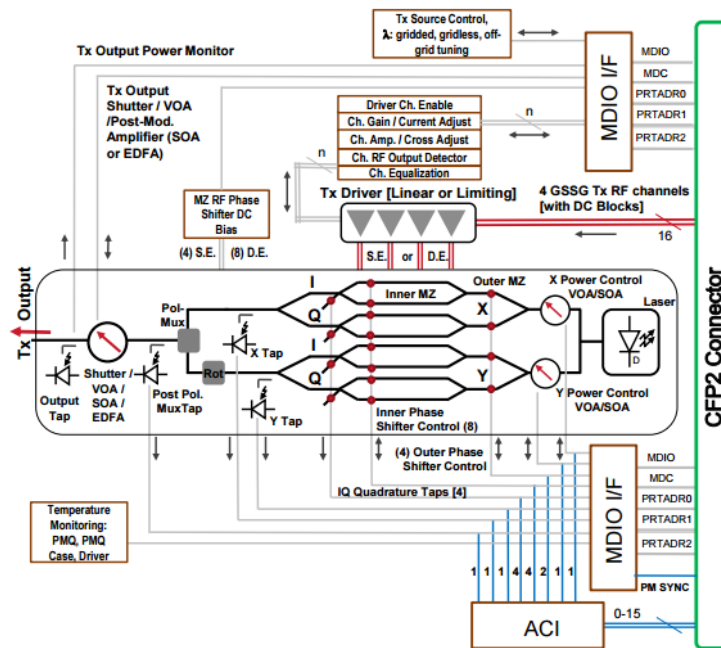 Tx Source Control,
λ: gridded, gridless, off-
grid tuning
MDIO I/F
MDIO
MDC
PRTADR0
PRTADR1
PRTADR2
Tx Output Power Monitor
Tx Output
Shutter / VOA
/Post-Mod.
Amplifier (SOA
or EDFA)
Driver Ch. Enable
Ch. Gain / Current Adjust
Ch. Amp. / Cross Adjust
Ch. RF Output Detector
Ch. Equalization
n
n
MZ RF Phase
Shifter DC
Bias
(4) S.E.
(8) D.E.
Tx Driver [Linear or Limiting]
4 GSSG Tx RF channels
[with DC Blocks]
16
S.E. or D.E.
CFP2 Connector
Tx Output
Pol-
Mux
I
Q
I
Q
Inner MZ
Outer MZ
X
Y
X Power Control
VOA/SOA
Laser
D
X Tap
Rot
Output
Tap
Shutter /
VOA /
SOA /
EDFA
Post Pol.
MuxTap
Y Tap
Inner Phase
Shifter Control (8)
Y Power Control
VOA/SOA
(4) Outer Phase
Shifter Control
IQ Quadrature Taps [4]
Temperature
Monitoring:
PMQ, PMQ
Case, Driver
MDIO I/F
MDIO
MDC
PRTADR0
PRTADR1
PRTADR2
PM SYNC
1 1 1 4 4 2 1 1
ACI
0-15